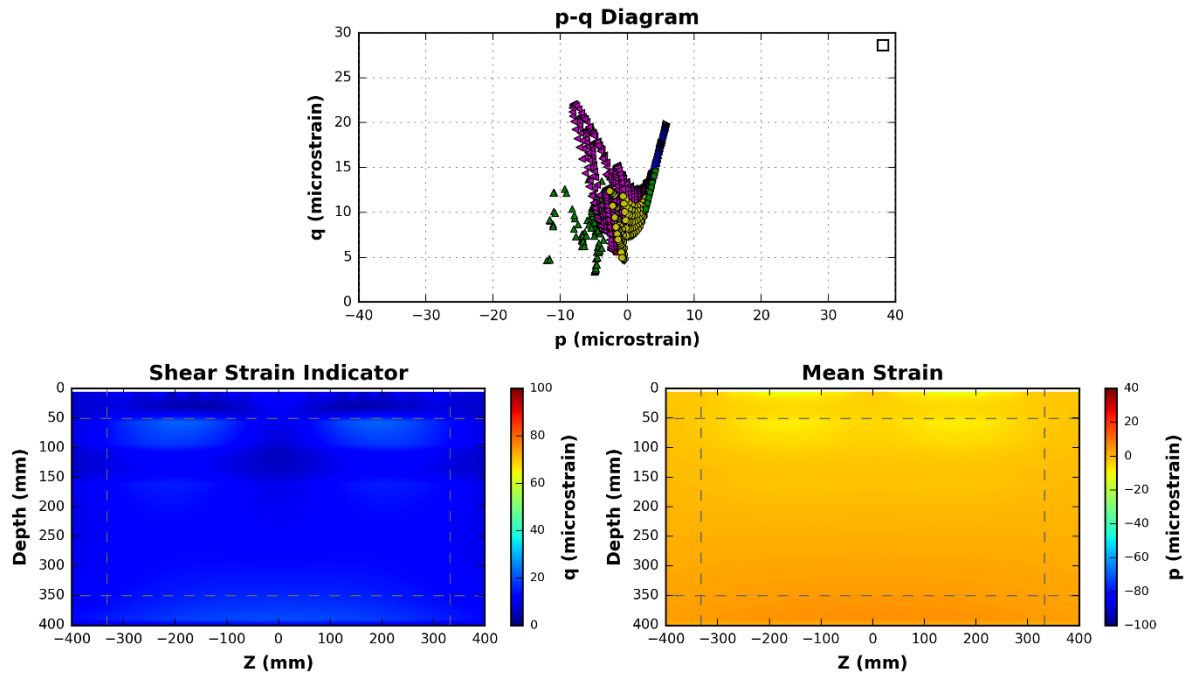 p-q Diagram
30
25
20
15
10
5
0
q (microstrain)
−40 −30 −20 −10 0 10 20 30 40
p (microstrain)
Shear Strain Indicator
0
50
100
150
200
250
300
350
400
Depth (mm)
−400 −300 −200 −100 0 100 200 300 400
Z (mm)
100
80
60
40
20
0
q (microstrain)
Mean Strain
0
50
100
150
200
250
300
350
400
Depth (mm)
−400 −300 −200 −100 0 100 200 300 400
Z (mm)
40
20
0
−20
−40
−60
−80
−100
p (microstrain)